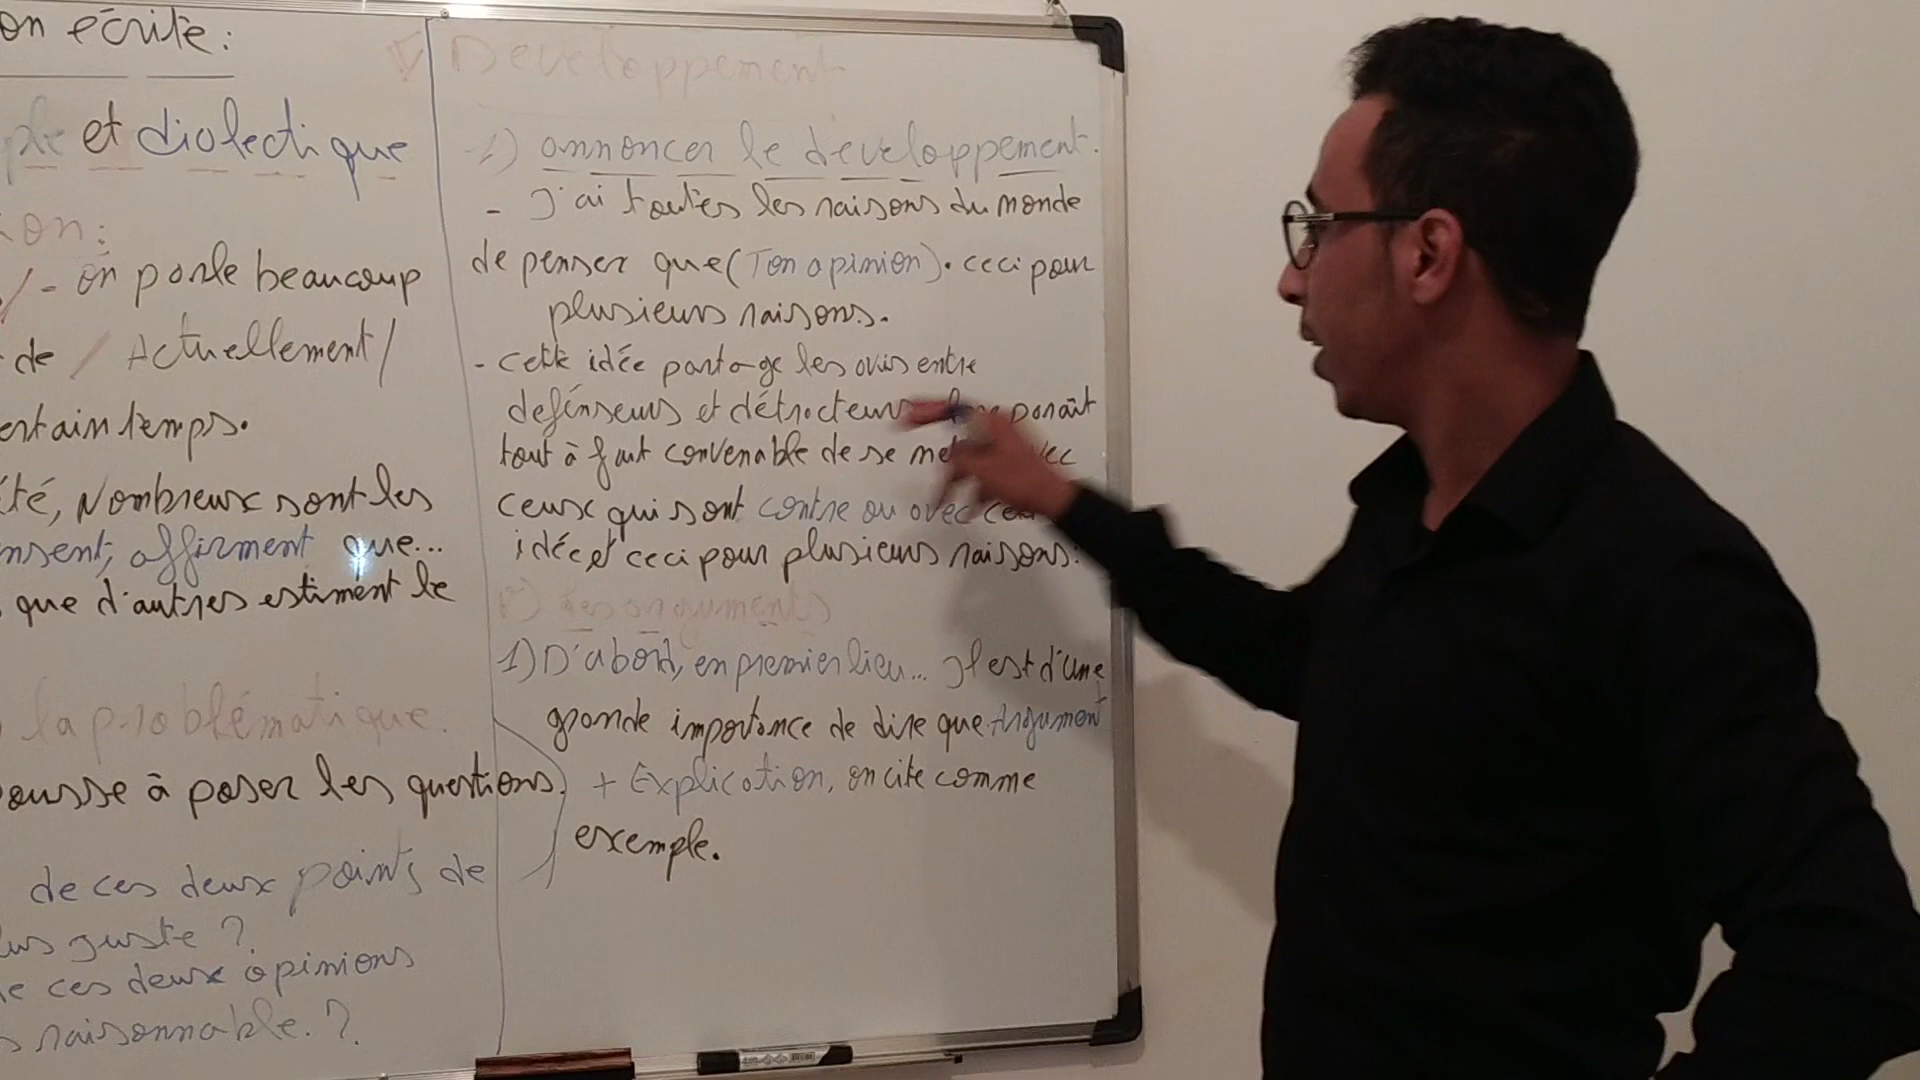 on écrite:
et dialectique
on:
- on parle beaucoup
de / Actuellement /
ertain temps.
été, Nombreux sont les
nsent, affirment que...
que d'autres estiment le
la problématique.
ousse à poser les questions
de ces deux points de
lus juste ?
e ces deux opinions
s raisonnable. ?
Développement
1) annoncer le développement.
- J'ai toutes les raisons du monde
de penser que (Ton opinion). ceci pour
plusieurs raisons.
- cette idée partage les avis entre
défenseurs et détracteurs paraît
tout à fait convenable de se
ceux qui sont contre ou avec
idée et ceci pour plusieurs raisons.
Les arguments
1) D'abord, en premier lieu... Il est d'une
grande importance de dire que Argument
+ Explication, on cite comme
exemple.